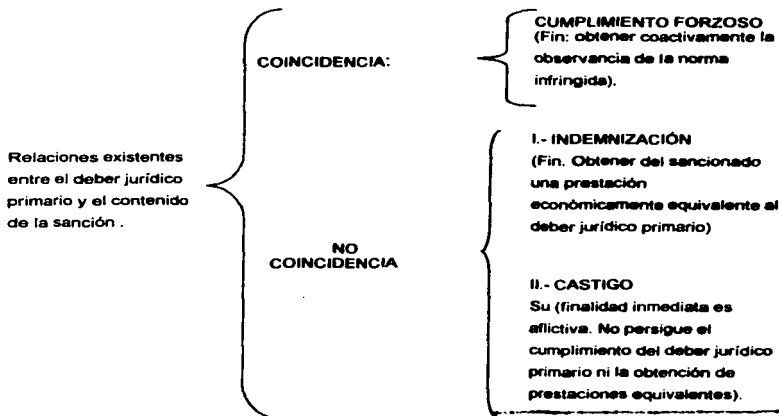 Relaciones existentes
entre el deber jurídico
primario y el contenido
de la sanción .
COINCIDENCIA:
CUMPLIMIENTO FORZOSO
(Fin: obtener coactivamente la
observancia de la norma
infringida).
NO
COINCIDENCIA
I.- INDEMNIZACIÓN
(Fin. Obtener del sancionado
una prestación
económicamente equivalente al
deber jurídico primario)
II.- CASTIGO
Su (finalidad inmediata es
aflictiva. No persigue el
cumplimiento del deber jurídico
primario ni la obtención de
prestaciones equivalentes).